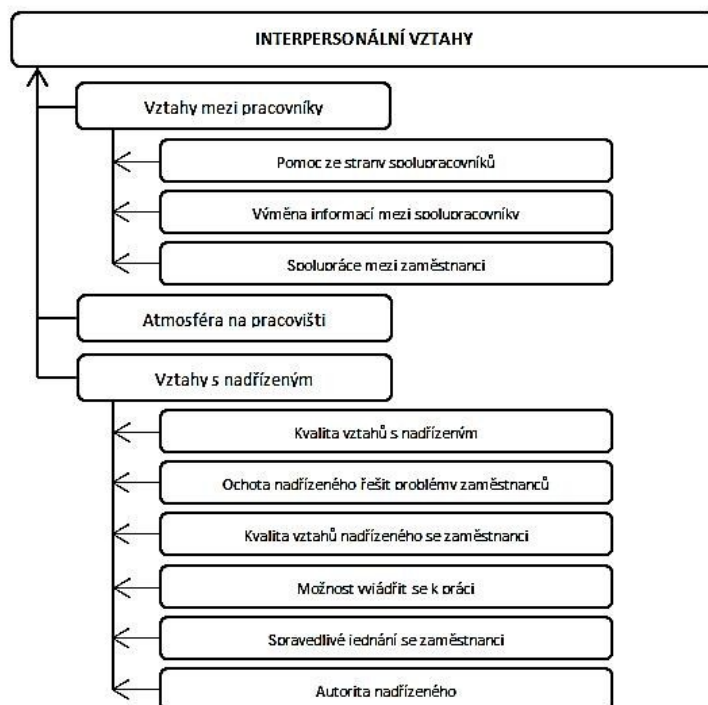 INTERPERSONÁLNÍ VZTAHY
Vztahy mezi pracovníky
Pomoc ze strany spolupracovníků
Výměna informací mezi spolupracovníky
Spolupráce mezi zaměstnanci
Atmosféra na pracovišti
Vztahy s nadřízeným
Kvalita vztahů s nadřízeným
Ochota nadřízeného řešit problémy zaměstnanců
Kvalita vztahů nadřízeného se zaměstnanci
Možnost vyjádřit se k práci
Spravedlivé jednání se zaměstnanci
Autorita nadřízeného